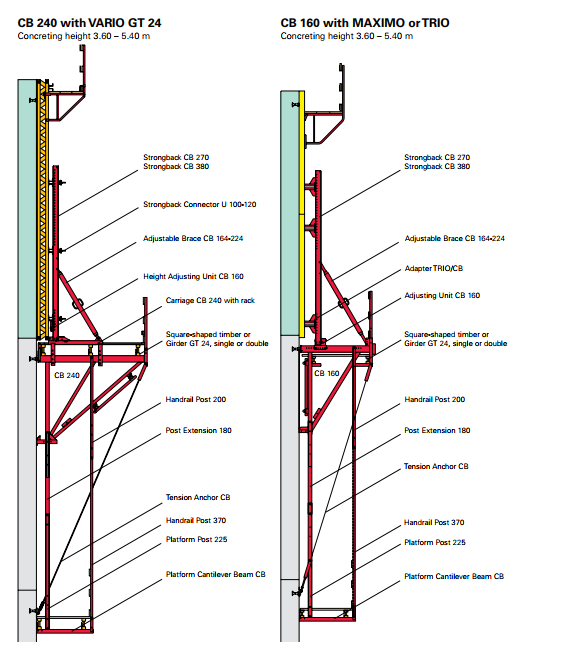 CB 240 with VARIO GT 24
Concreting height 3.60 – 5.40 m
Strongback CB 270
Strongback CB 380
Strongback Connector U 100•120
Adjustable Brace CB 164•224
Height Adjusting Unit CB 160
Carriage CB 240 with rack
Square•shaped timber or
Girder GT 24, single or double
CB 240
Handrail Post 200
Post Extension 180
Tension Anchor CB
Handrail Post 370
Platform Post 225
Platform Cantilever Beam CB
CB 160 with MAXIMO or TRIO
Concreting height 3.60 – 5.40 m
Strongback CB 270
Strongback CB 380
Adjustable Brace CB 164•224
Adapter TRIO/CB
Adjusting Unit CB 160
Square•shaped timber or
Girder GT 24, single or double
CB 160
Handrail Post 200
Post Extension 180
Tension Anchor CB
Handrail Post 370
Platform Post 225
Platform Cantilever Beam CB